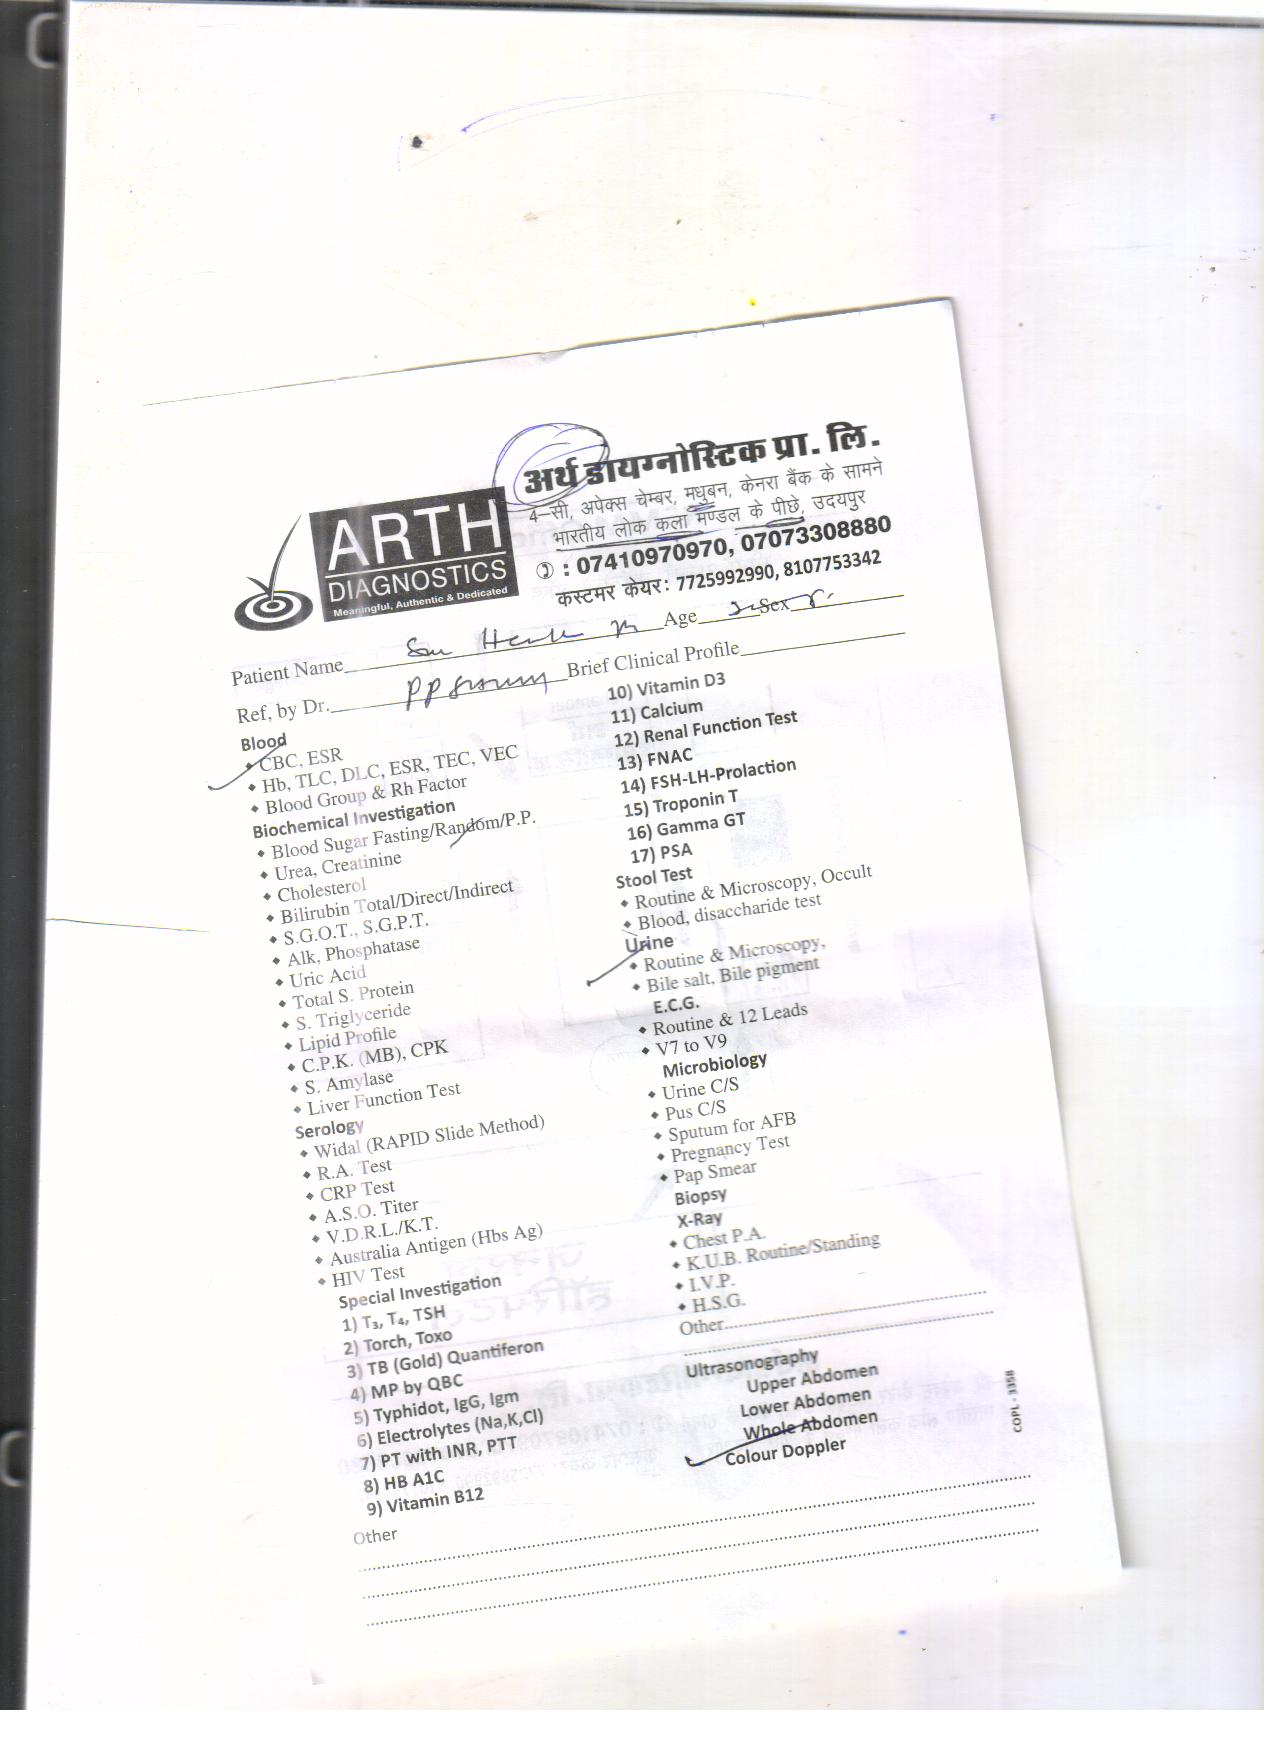 अर्थ डायग्नोस्टिक प्रा. लि.
4–सी, अपेक्स चेम्बर, मधुबन, केनरा बैंक के सामने
भारतीय लोक कला मण्डल के पीछे, उदयपुर
: 07410970970, 07073308880
कस्टमर केयर: 7725992990, 8107753342
ARTH
DIAGNOSTICS
Meaningful, Authentic & Dedicated
Patient Name Age Sex
Ref, by Dr. Brief Clinical Profile
Blood
CBC, ESR
Hb, TLC, DLC, ESR, TEC, VEC
Blood Group & Rh Factor
Biochemical Investigation
Blood Sugar Fasting/Random/P.P.
Urea, Creatinine
Cholesterol
Bilirubin Total/Direct/Indirect
S.G.O.T., S.G.P.T.
Alk, Phosphatase
Uric Acid
Total S. Protein
S. Triglyceride
Lipid Profile
C.P.K. (MB), CPK
S. Amylase
Liver Function Test
Serology
Widal (RAPID Slide Method)
R.A. Test
CRP Test
A.S.O. Titer
V.D.R.L./K.T.
Australia Antigen (Hbs Ag)
HIV Test
Special Investigation
1) T₃, T₄, TSH
2) Torch, Toxo
3) TB (Gold) Quantiferon
4) MP by QBC
5) Typhidot, IgG, Igm
6) Electrolytes (Na,K,Cl)
7) PT with INR, PTT
8) HB A1C
9) Vitamin B12
Other
10) Vitamin D3
11) Calcium
12) Renal Function Test
13) FNAC
14) FSH-LH-Prolaction
15) Troponin T
16) Gamma GT
17) PSA
Stool Test
Routine & Microscopy, Occult
Blood, disaccharide test
Urine
Routine & Microscopy,
Bile salt, Bile pigment
E.C.G.
Routine & 12 Leads
V7 to V9
Microbiology
Urine C/S
Pus C/S
Sputum for AFB
Pregnancy Test
Pap Smear
Biopsy
X-Ray
Chest P.A.
K.U.B. Routine/Standing
I.V.P.
H.S.G.
Other
Ultrasonography
Upper Abdomen
Lower Abdomen
Whole Abdomen
Colour Doppler
COPL - 3358